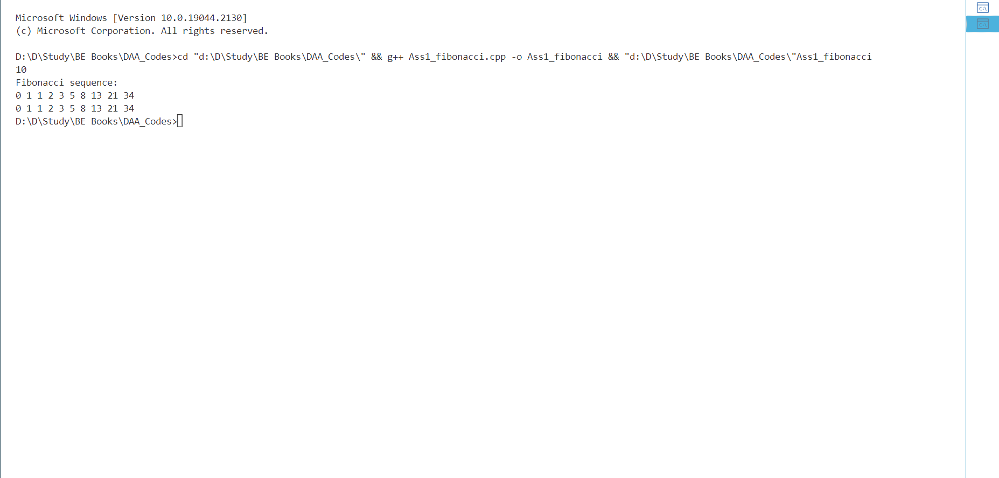 Microsoft Windows [Version 10.0.19044.2130]
(c) Microsoft Corporation. All rights reserved.
D:\D\Study\BE Books\DAA_Codes>cd "d:\D\Study\BE Books\DAA_Codes\" && g++ Ass1_fibonacci.cpp -o Ass1_fibonacci && "d:\D\Study\BE Books\DAA_Codes\"Ass1_fibonacci
10
Fibonacci sequence:
0 1 1 2 3 5 8 13 21 34
0 1 1 2 3 5 8 13 21 34
D:\D\Study\BE Books\DAA_Codes>
C:\
C:\